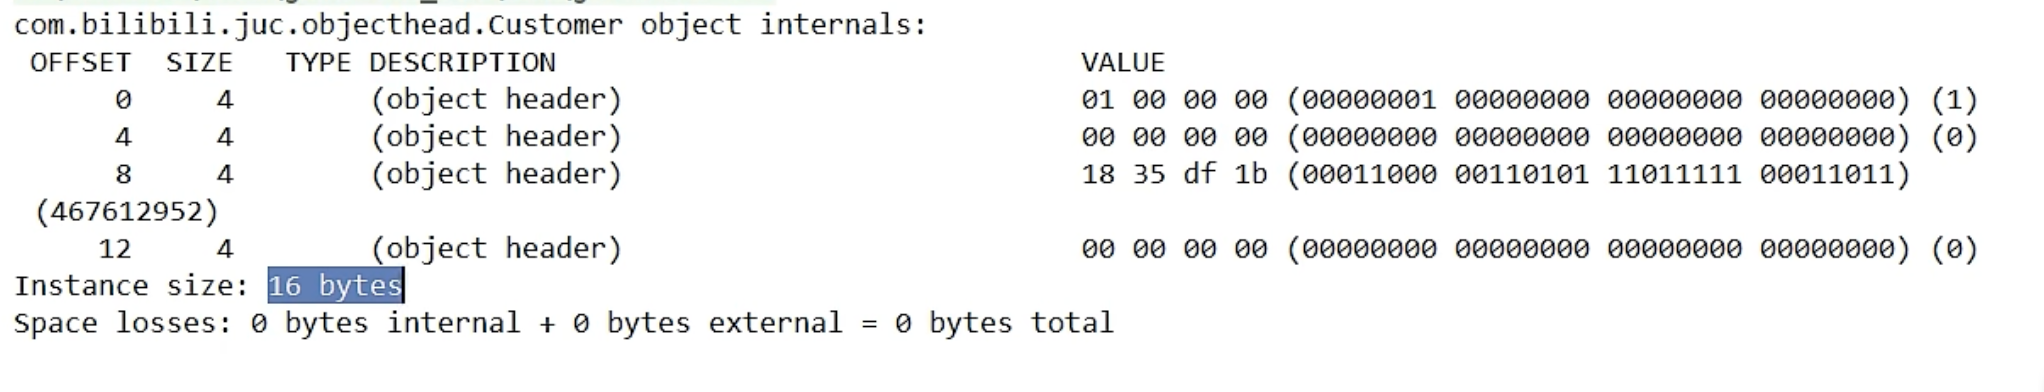 com.bilibili.juc.objecthead.Customer object internals:
OFFSET SIZE TYPE DESCRIPTION VALUE
0 4 (object header) 01 00 00 00 (00000001 00000000 00000000 00000000) (1)
4 4 (object header) 00 00 00 00 (00000000 00000000 00000000 00000000) (0)
8 4 (object header) 18 35 df 1b (00011000 00110101 11011111 00011011)
(467612952)
12 4 (object header) 00 00 00 00 (00000000 00000000 00000000 00000000) (0)
Instance size: 16 bytes
Space losses: 0 bytes internal + 0 bytes external = 0 bytes total